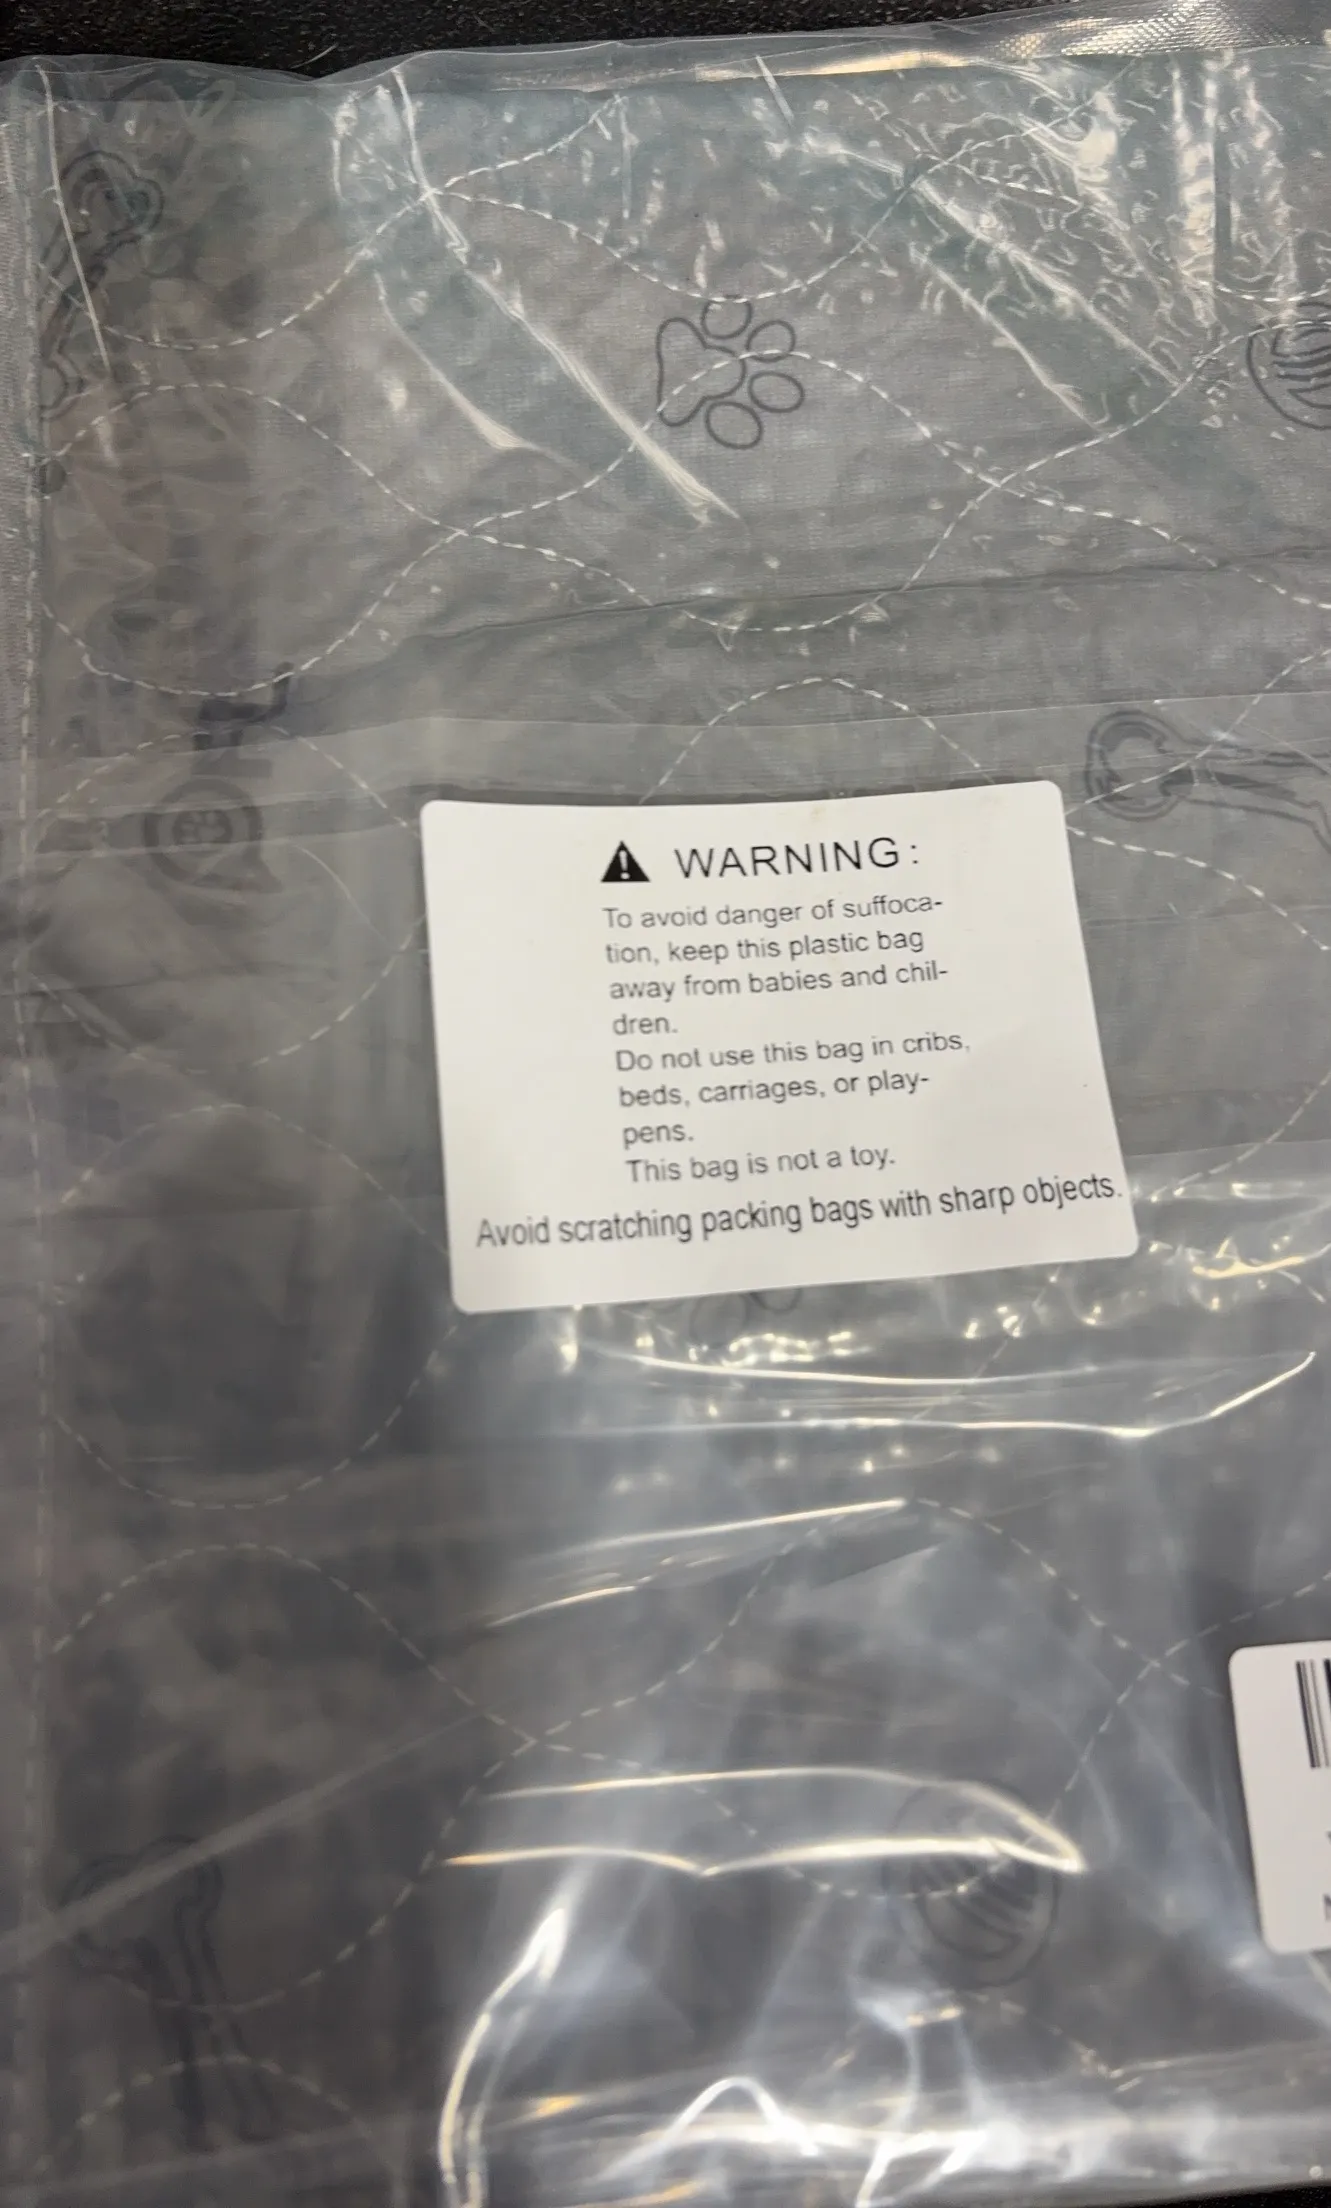 WARNING:
To avoid danger of suffoca-
tion, keep this plastic bag
away from babies and chil-
dren.
Do not use this bag in cribs,
beds, carriages, or play-
pens.
This bag is not a toy.
Avoid scratching packing bags with sharp objects.